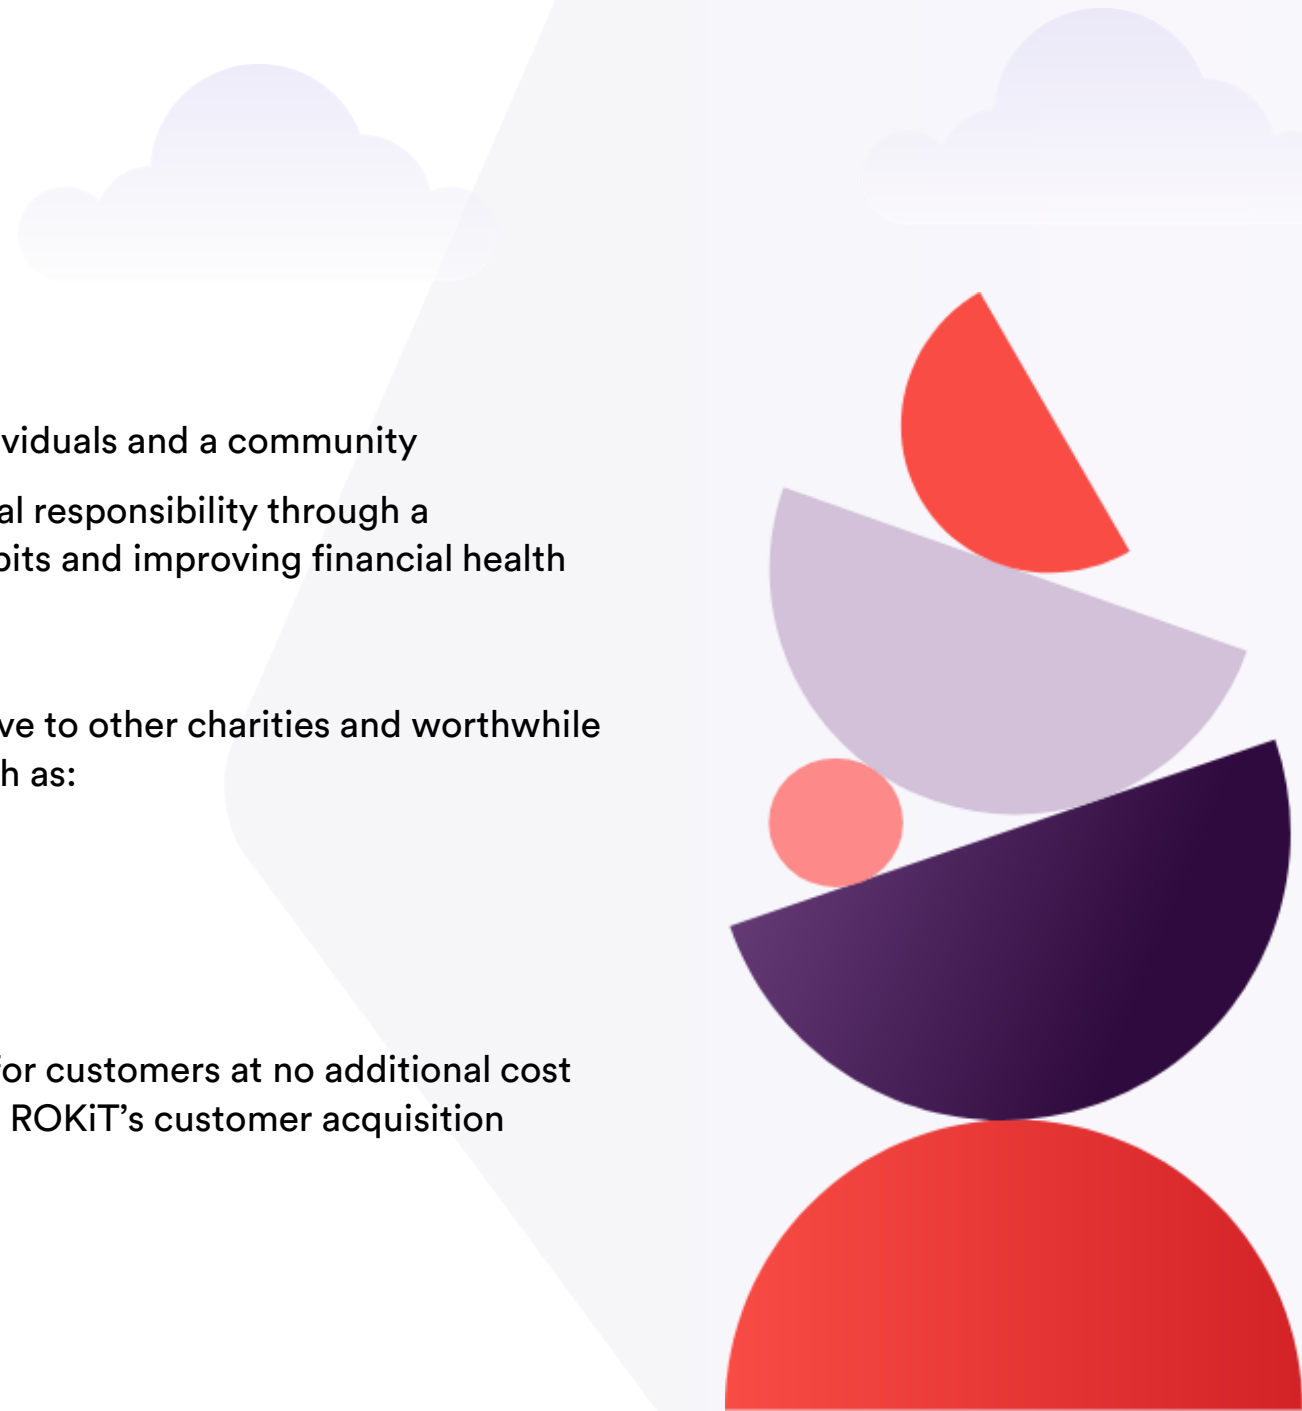 viduals and a community
al responsibility through a
bits and improving financial health
ve to other charities and worthwhile
h as:
for customers at no additional cost
ROKiT’s customer acquisition